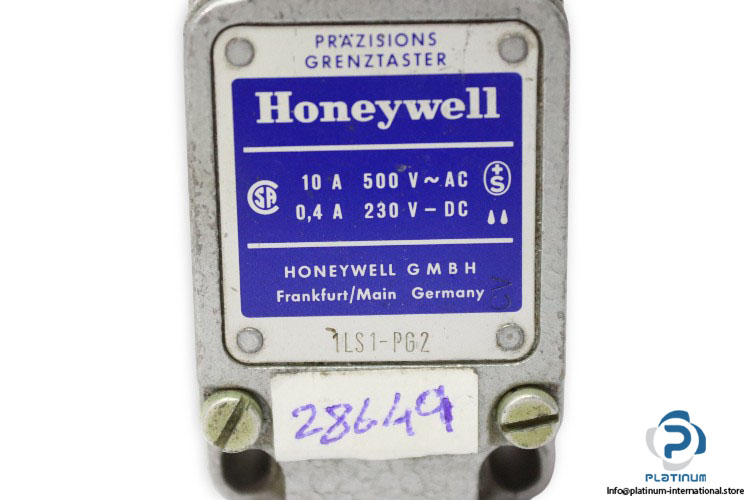 PRÄZISIONS
GRENZTASTER
Honeywell
10 A 500 V ~ AC
0,4 A 230 V – DC
HONEYWELL GMBH
Frankfurt/Main Germany
1LS1-PG2
28649
PLATINUM
Info@platinum-international.store